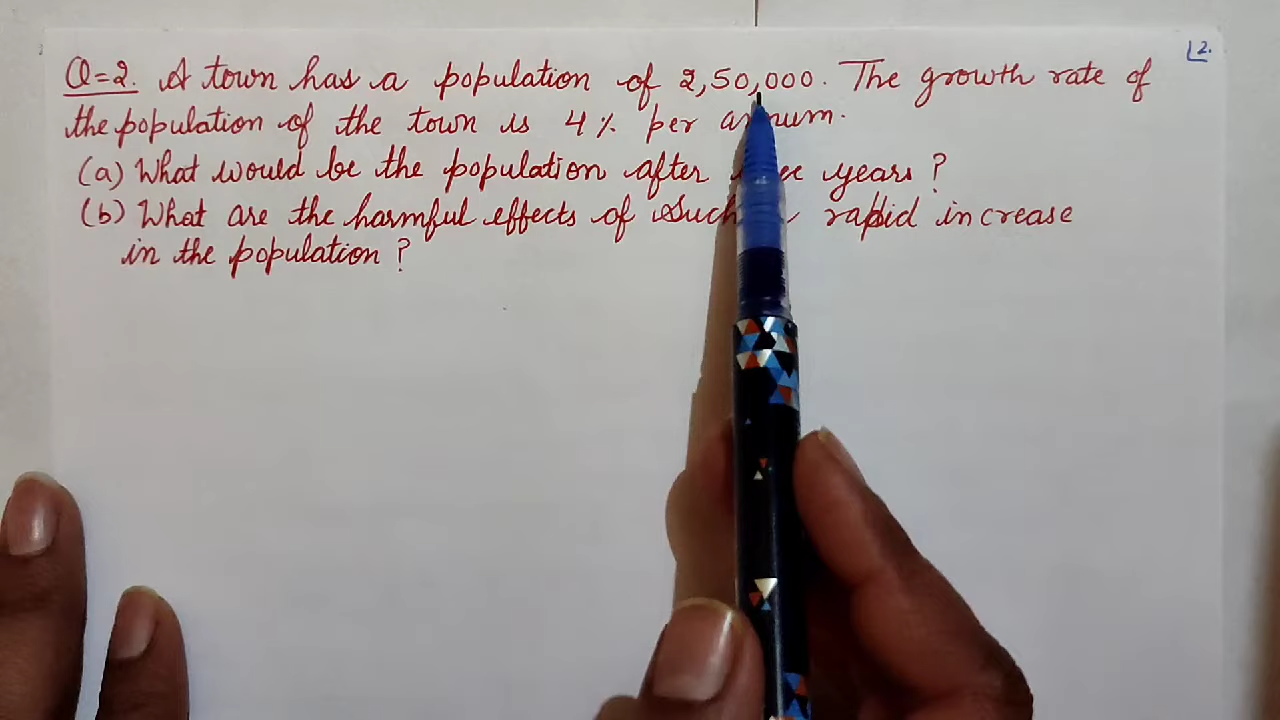 L2.
Q=2. A town has a population of 2,50,000. The growth rate of
the population of the town is 4% per annum.
(a) What would be the population after years?
(b) What are the harmful effects of such rapid increase
in the population?